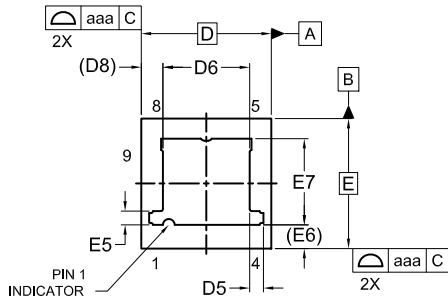 ⌓ aaa C
2X
D
A
(D8)
D6
8
5
B
9
E7
E
E5
(E6)
⌓ aaa C
2X
PIN 1
INDICATOR
1
D5
4